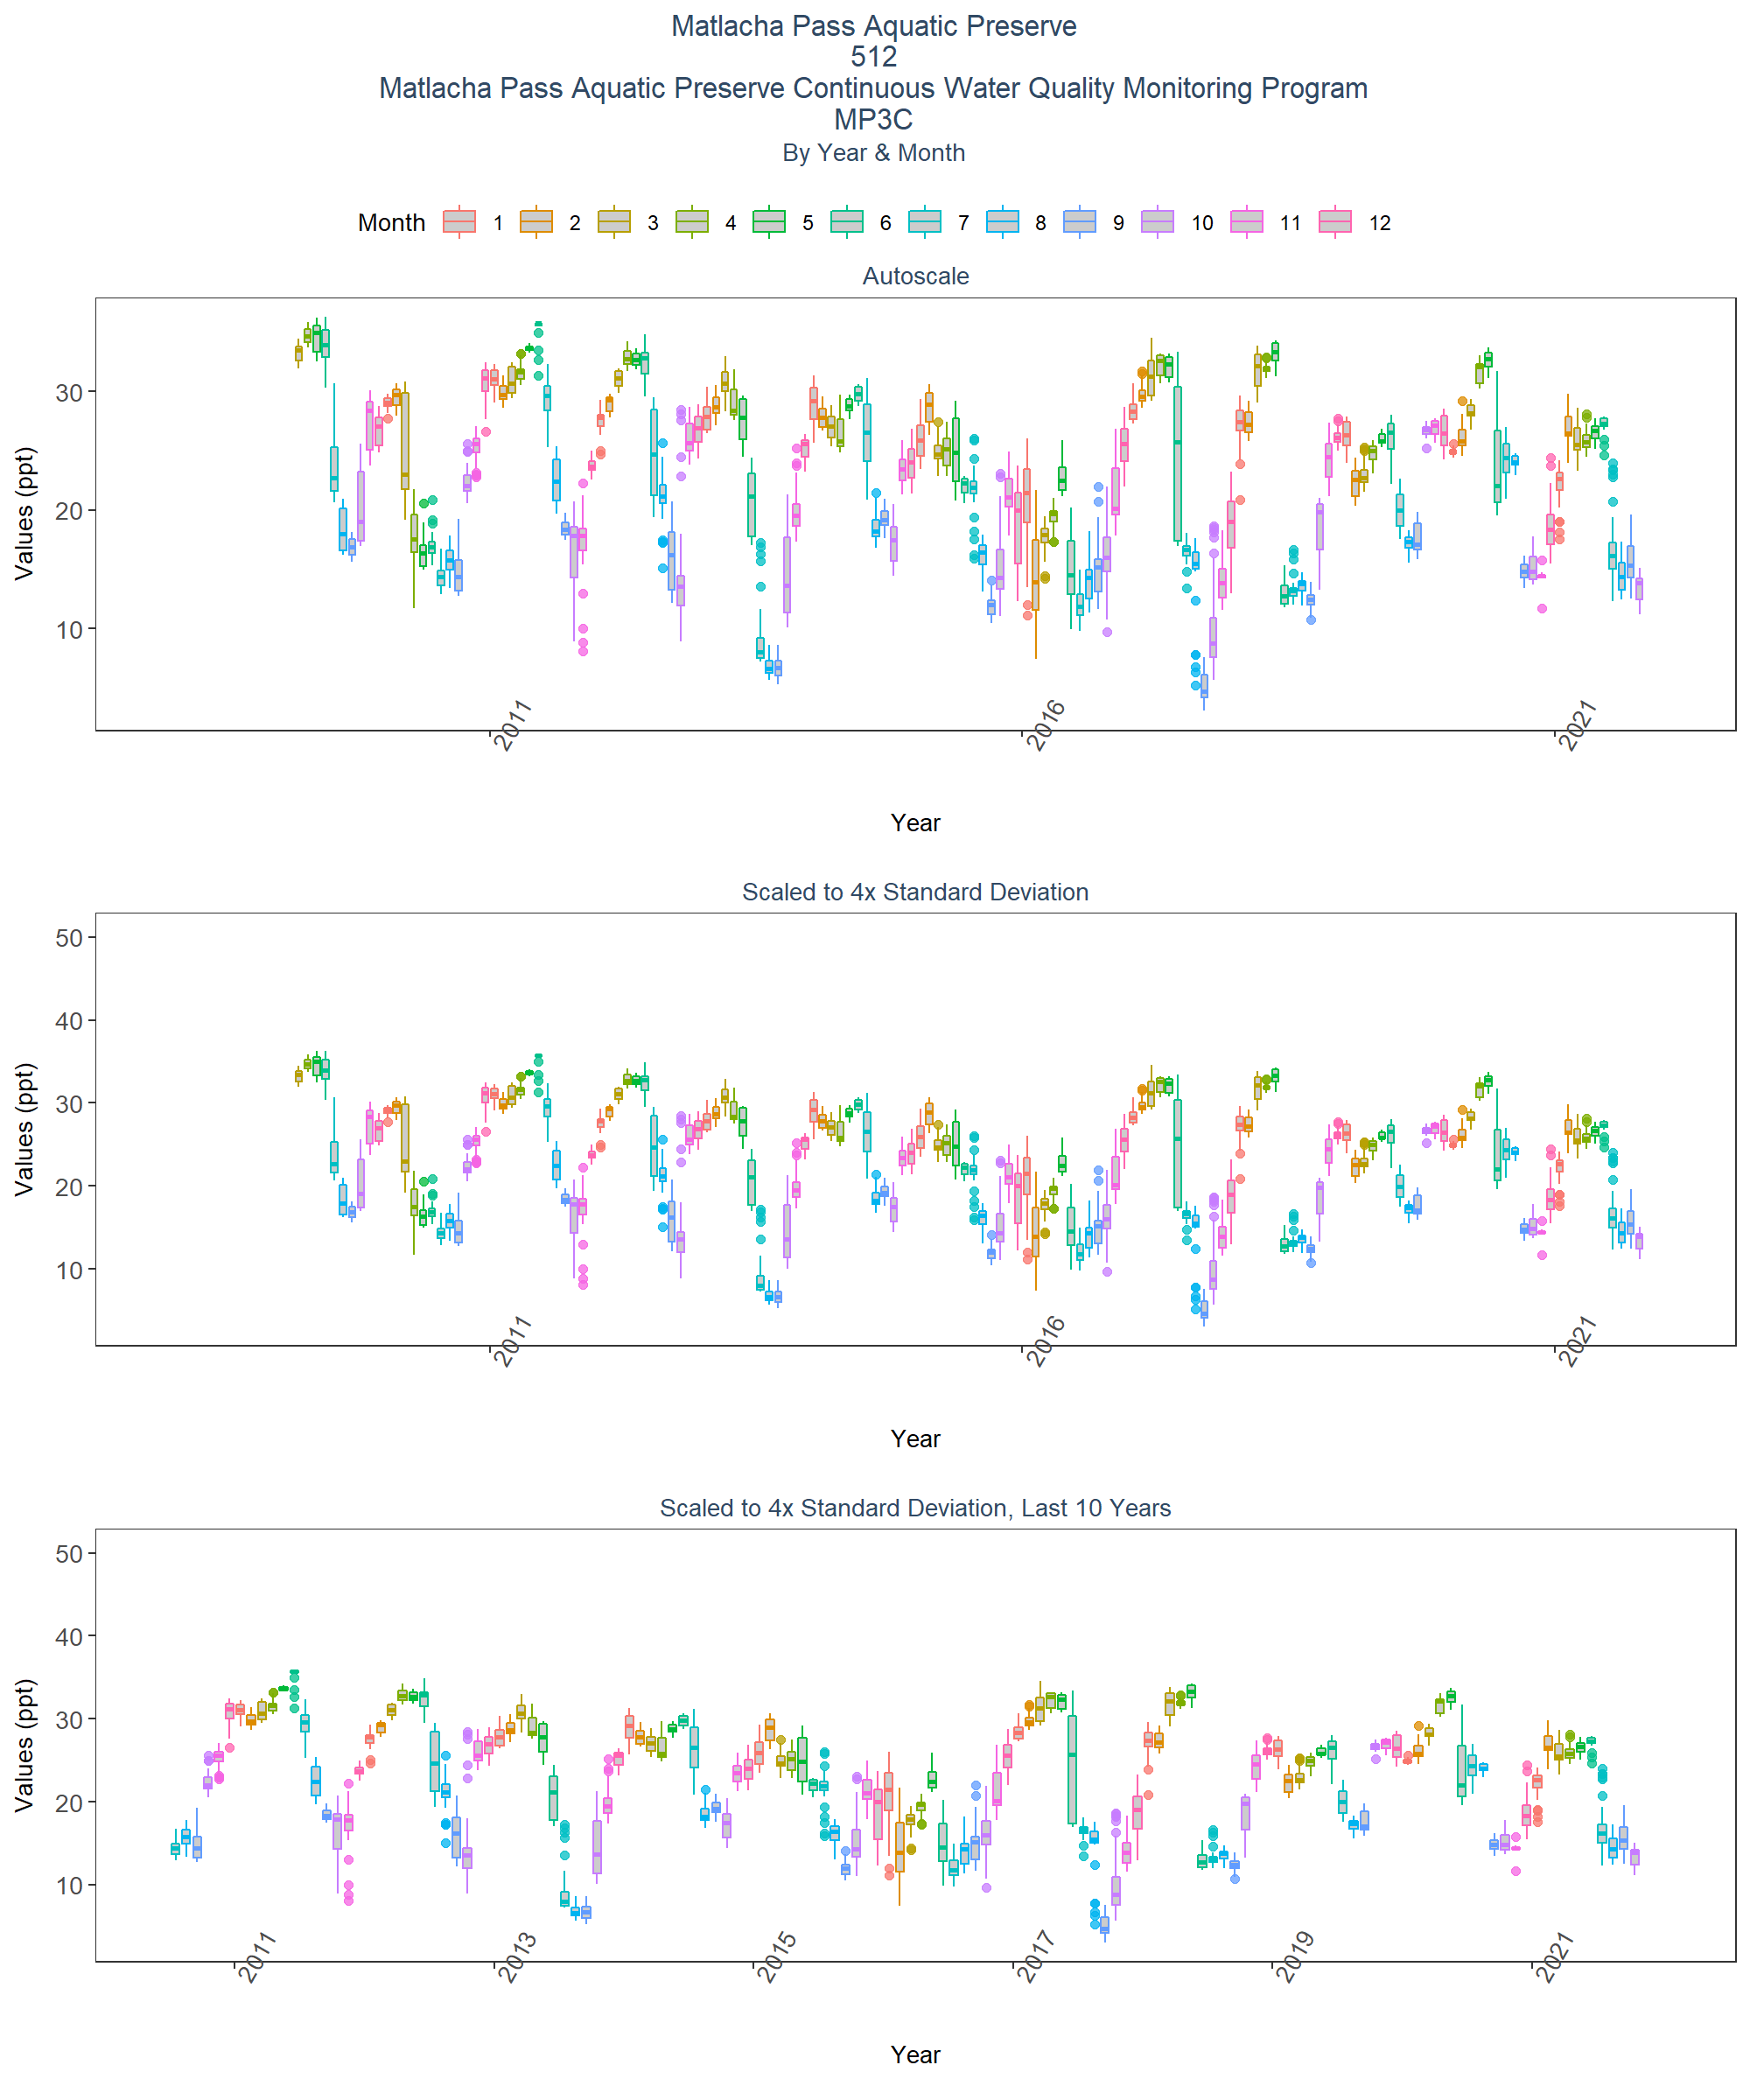 Matlacha Pass Aquatic Preserve
512
Matlacha Pass Aquatic Preserve Continuous Water Quality Monitoring Program
MP3C
By Year & Month
Month 1 2 3 4 5 6 7 8 9 10 11 12
Autoscale
Values (ppt)
30
20
10
2011 2016 2021
Year
Scaled to 4x Standard Deviation
Values (ppt)
50
40
30
20
10
2011 2016 2021
Year
Scaled to 4x Standard Deviation, Last 10 Years
Values (ppt)
50
40
30
20
10
2011 2013 2015 2017 2019 2021
Year